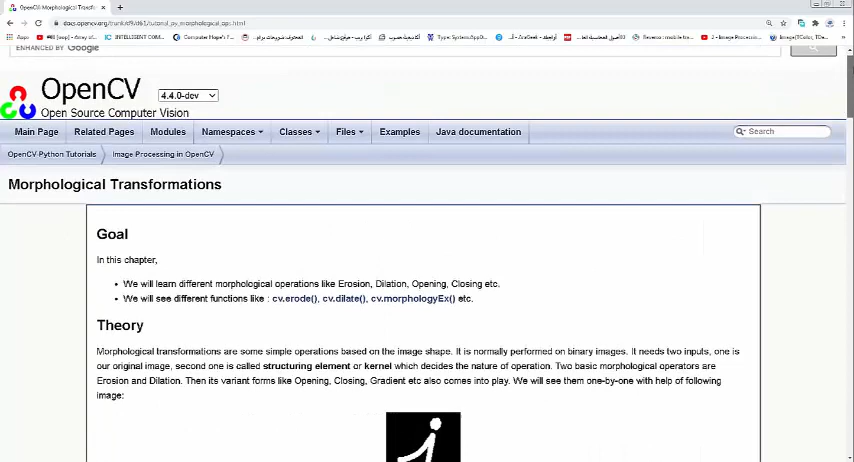 OpenCV: Morphological Transf...
docs.opencv.org/trunk/d9/d61/tutorial_py_morphological_ops.html
Apps
ENHANCED BY Google
OpenCV
4.4.0-dev
Open Source Computer Vision
Main Page
Related Pages
Modules
Namespaces
Classes
Files
Examples
Java documentation
Search
OpenCV-Python Tutorials
Image Processing in OpenCV
Morphological Transformations
Goal
In this chapter,
• We will learn different morphological operations like Erosion, Dilation, Opening, Closing etc.
• We will see different functions like : cv.erode(), cv.dilate(), cv.morphologyEx() etc.
Theory
Morphological transformations are some simple operations based on the image shape. It is normally performed on binary images. It needs two inputs, one is
our original image, second one is called structuring element or kernel which decides the nature of operation. Two basic morphological operators are
Erosion and Dilation. Then its variant forms like Opening, Closing, Gradient etc also comes into play. We will see them one-by-one with help of following
image: